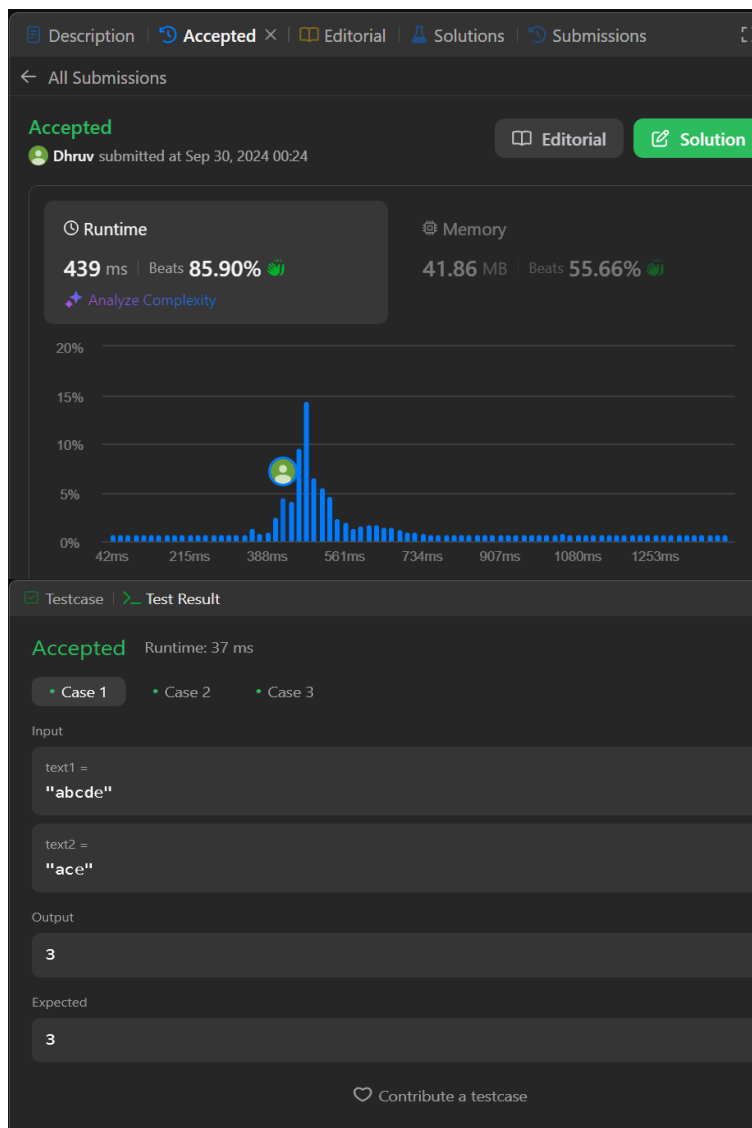 Description Accepted Editorial Solutions Submissions
All Submissions
Accepted
Dhruv submitted at Sep 30, 2024 00:24
Editorial
Solution
Runtime
439 ms Beats 85.90%
Analyze Complexity
Memory
41.86 MB Beats 55.66%
20%
15%
10%
5%
0%
42ms 215ms 388ms 561ms 734ms 907ms 1080ms 1253ms
Testcase Test Result
Accepted Runtime: 37 ms
Case 1 Case 2 Case 3
Input
text1 =
"abcde"
text2 =
"ace"
Output
3
Expected
3
Contribute a testcase